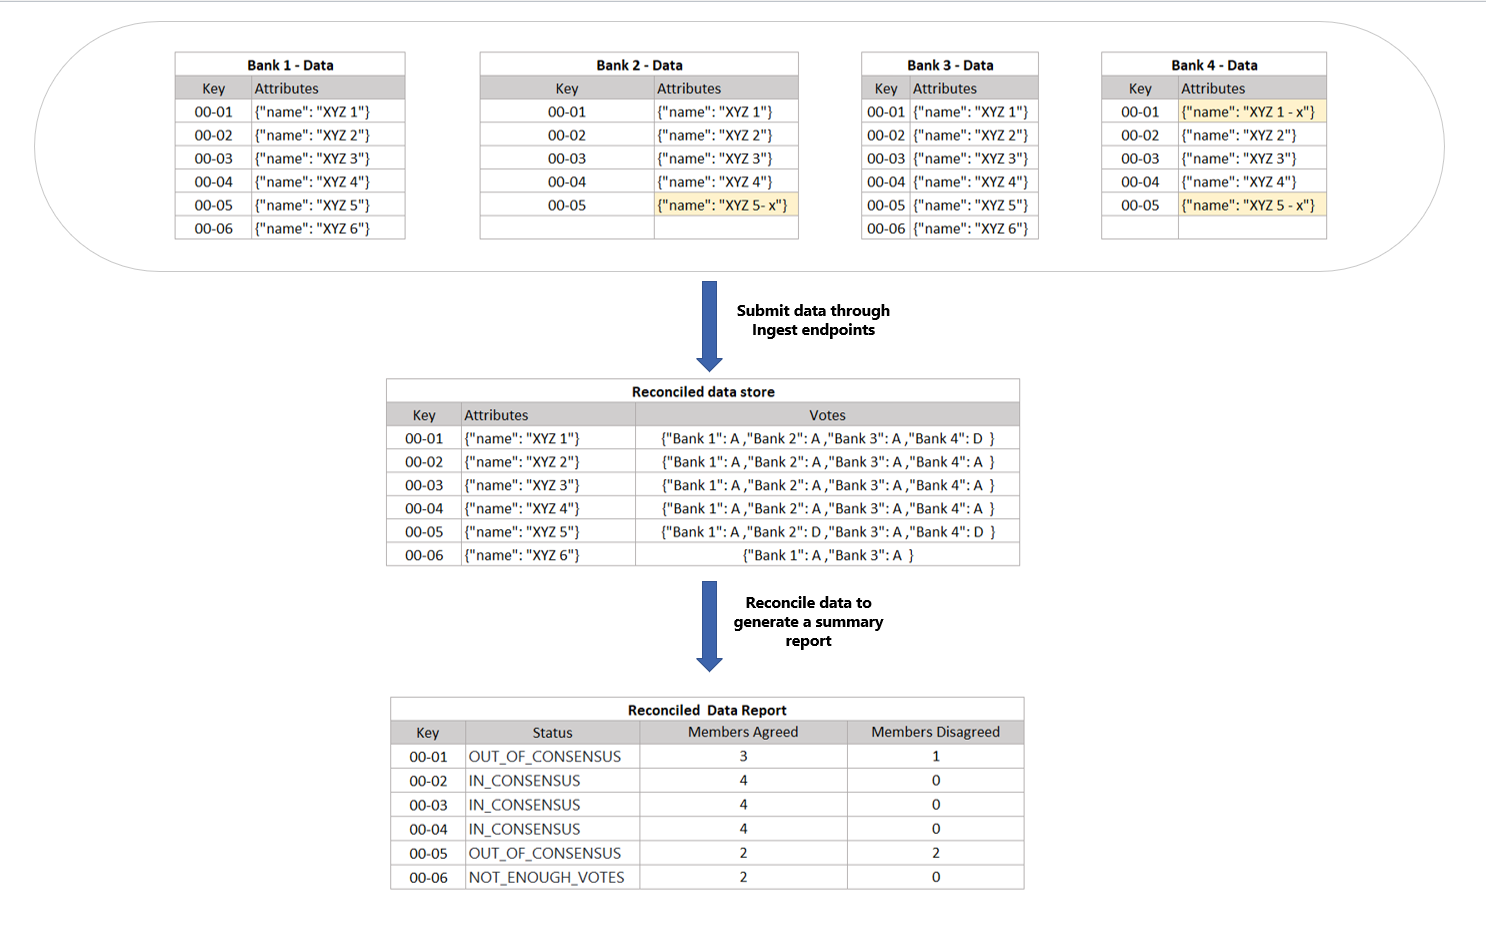 Bank 1 - Data
Key Attributes
00-01 {"name": "XYZ 1"}
00-02 {"name": "XYZ 2"}
00-03 {"name": "XYZ 3"}
00-04 {"name": "XYZ 4"}
00-05 {"name": "XYZ 5"}
00-06 {"name": "XYZ 6"}
Bank 2 - Data
Key Attributes
00-01 {"name": "XYZ 1"}
00-02 {"name": "XYZ 2"}
00-03 {"name": "XYZ 3"}
00-04 {"name": "XYZ 4"}
00-05 {"name": "XYZ 5- x"}
Bank 3 - Data
Key Attributes
00-01 {"name": "XYZ 1"}
00-02 {"name": "XYZ 2"}
00-03 {"name": "XYZ 3"}
00-04 {"name": "XYZ 4"}
00-05 {"name": "XYZ 5"}
00-06 {"name": "XYZ 6"}
Bank 4 - Data
Key Attributes
00-01 {"name": "XYZ 1 - x"}
00-02 {"name": "XYZ 2"}
00-03 {"name": "XYZ 3"}
00-04 {"name": "XYZ 4"}
00-05 {"name": "XYZ 5 - x"}
Submit data through
Ingest endpoints
Reconciled data store
Key Attributes Votes
00-01 {"name": "XYZ 1"} {"Bank 1": A ,"Bank 2": A ,"Bank 3": A ,"Bank 4": D }
00-02 {"name": "XYZ 2"} {"Bank 1": A ,"Bank 2": A ,"Bank 3": A ,"Bank 4": A }
00-03 {"name": "XYZ 3"} {"Bank 1": A ,"Bank 2": A ,"Bank 3": A ,"Bank 4": A }
00-04 {"name": "XYZ 4"} {"Bank 1": A ,"Bank 2": A ,"Bank 3": A ,"Bank 4": A }
00-05 {"name": "XYZ 5"} {"Bank 1": A ,"Bank 2": D ,"Bank 3": A ,"Bank 4": D }
00-06 {"name": "XYZ 6"} {"Bank 1": A ,"Bank 3": A }
Reconcile data to
generate a summary
report
Reconciled Data Report
Key Status Members Agreed Members Disagreed
00-01 OUT_OF_CONSENSUS 3 1
00-02 IN_CONSENSUS 4 0
00-03 IN_CONSENSUS 4 0
00-04 IN_CONSENSUS 4 0
00-05 OUT_OF_CONSENSUS 2 2
00-06 NOT_ENOUGH_VOTES 2 0